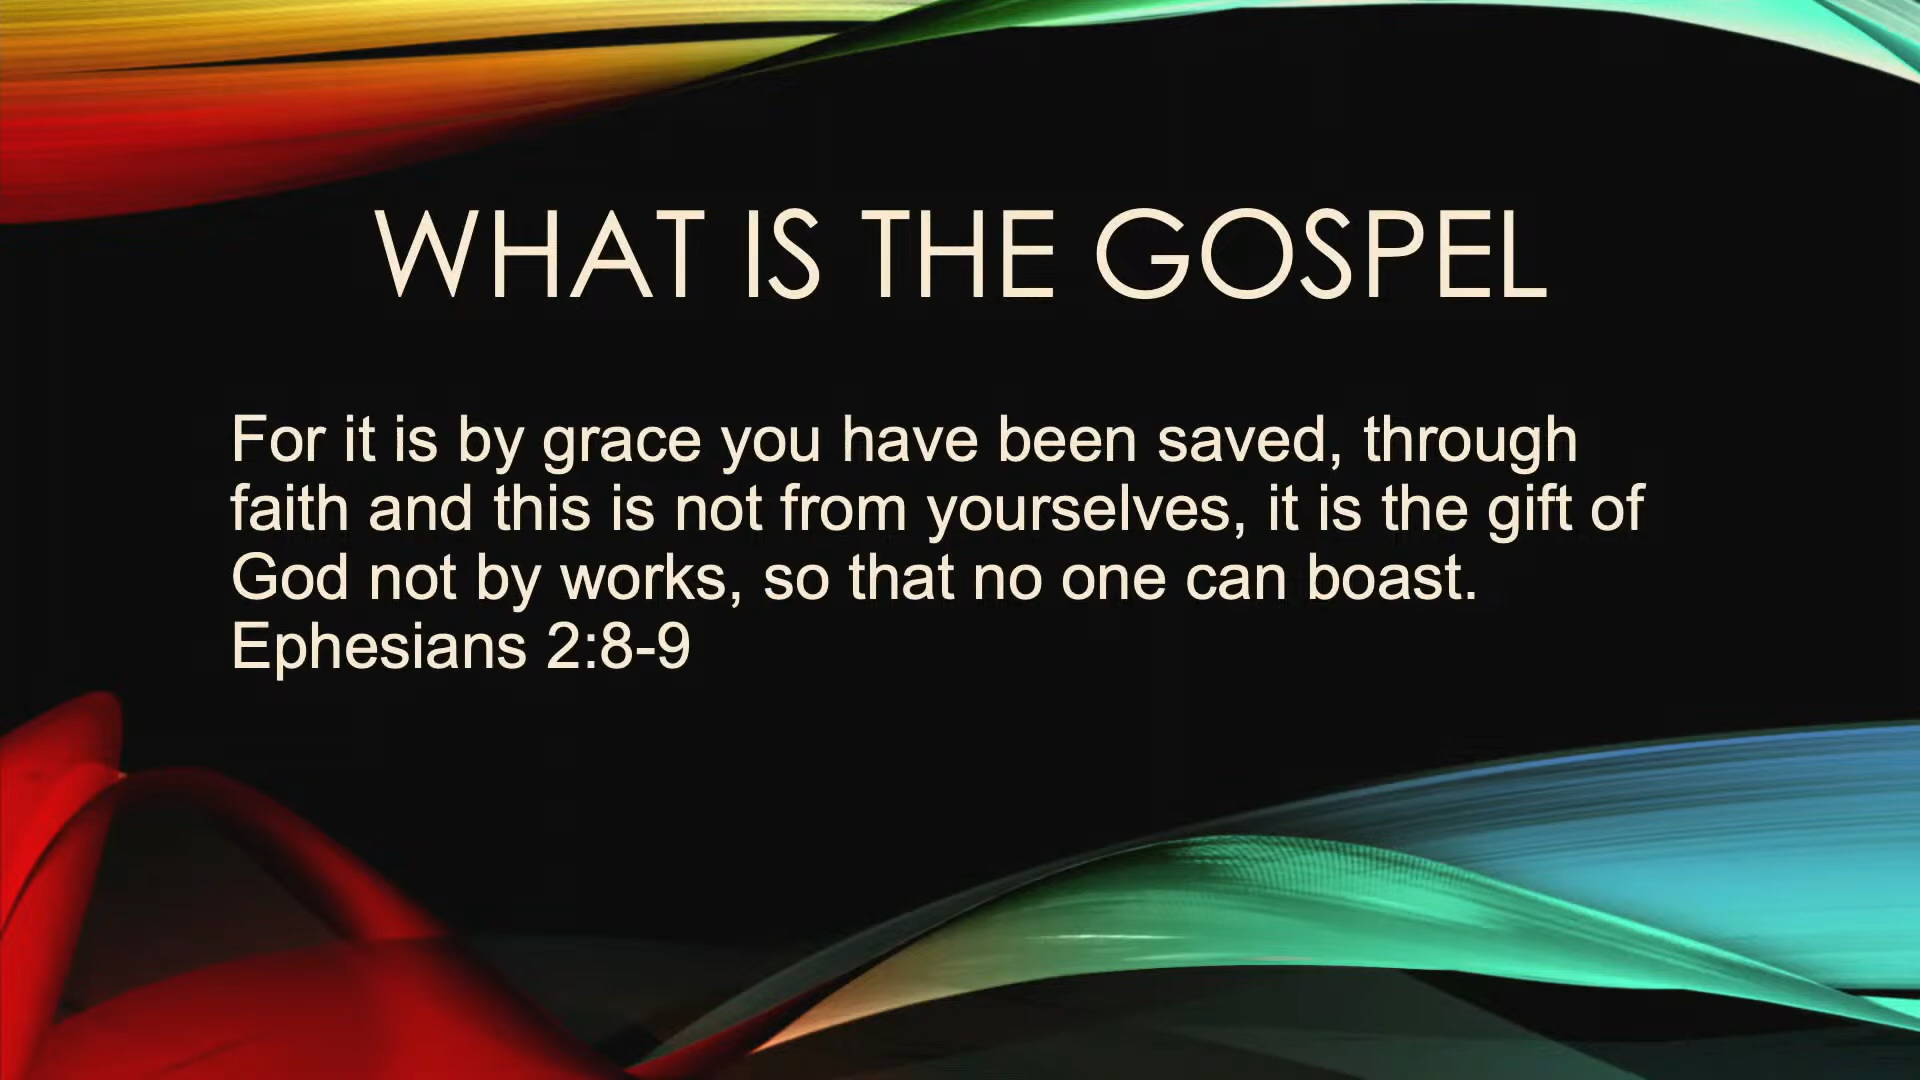 WHAT IS THE GOSPEL
For it is by grace you have been saved, through
faith and this is not from yourselves, it is the gift of
God not by works, so that no one can boast.
Ephesians 2:8-9